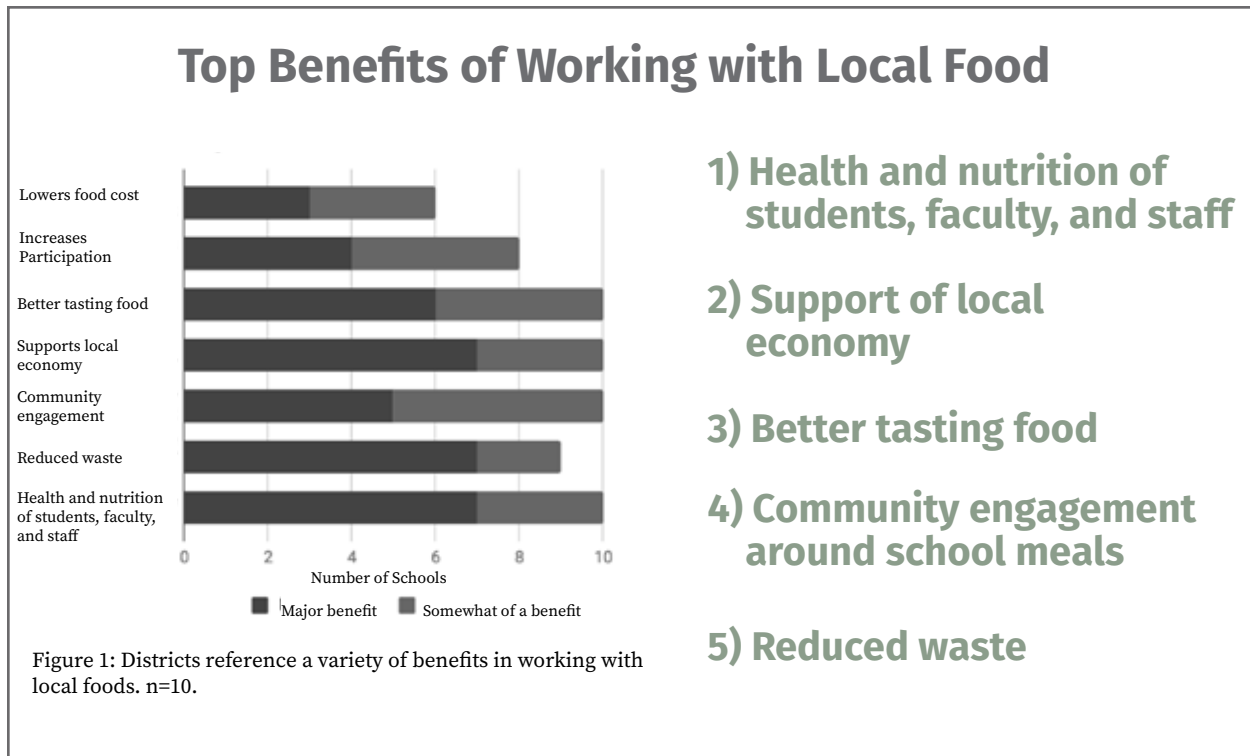 Top Benefits of Working with Local Food
Lowers food cost
Increases
Participation
Better tasting food
Supports local
economy
Community
engagement
Reduced waste
Health and nutrition
of students, faculty,
and staff
0 2 4 6 8 10
Number of Schools
Major benefit Somewhat of a benefit
Figure 1: Districts reference a variety of benefits in working with
local foods. n=10.
1) Health and nutrition of
students, faculty, and staff
2) Support of local
economy
3) Better tasting food
4) Community engagement
around school meals
5) Reduced waste